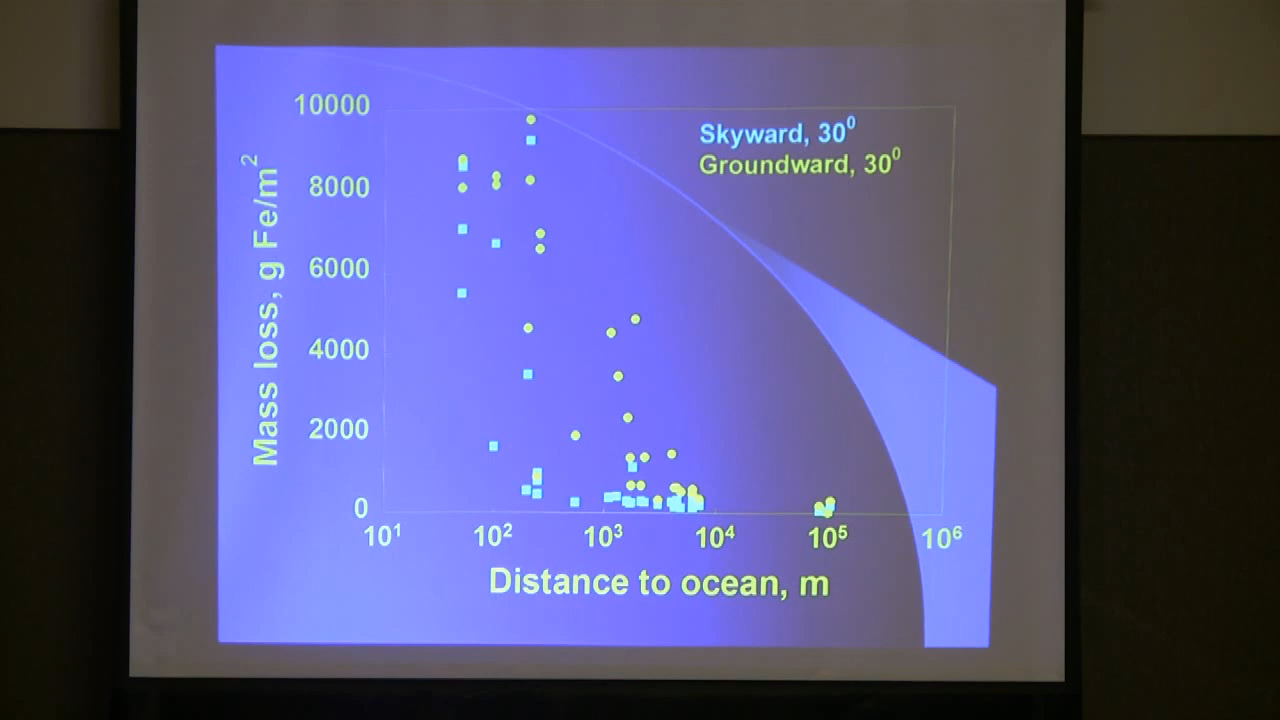 Mass loss, g Fe/m²
10000
8000
6000
4000
2000
0
Skyward, 30⁰
Groundward, 30⁰
10¹ 10² 10³ 10⁴ 10⁵ 10⁶
Distance to ocean, m